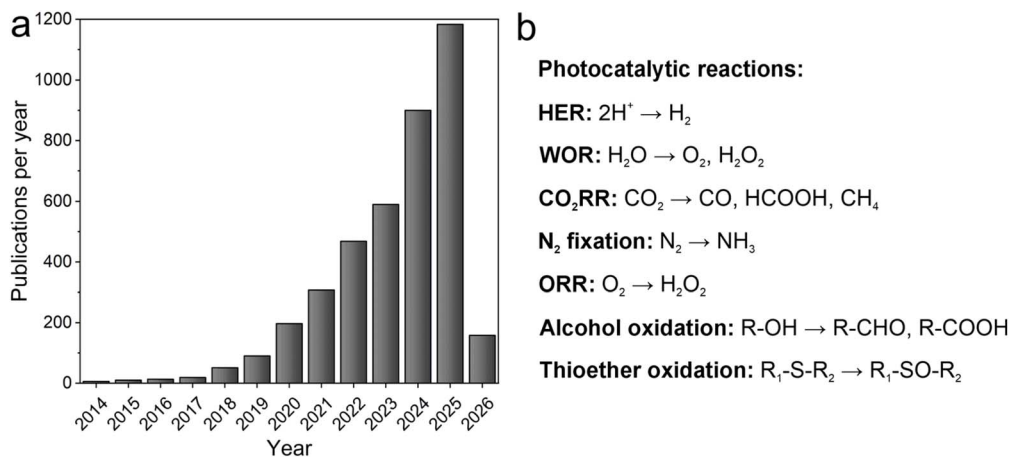 a
Publications per year
1200
1000
800
600
400
200
0
2014
2015
2016
2017
2018
2019
2020
2021
2022
2023
2024
2025
2026
Year
b
Photocatalytic reactions:
HER: 2H⁺ → H₂
WOR: H₂O → O₂, H₂O₂
CO₂RR: CO₂ → CO, HCOOH, CH₄
N₂ fixation: N₂ → NH₃
ORR: O₂ → H₂O₂
Alcohol oxidation: R-OH → R-CHO, R-COOH
Thioether oxidation: R₁-S-R₂ → R₁-SO-R₂